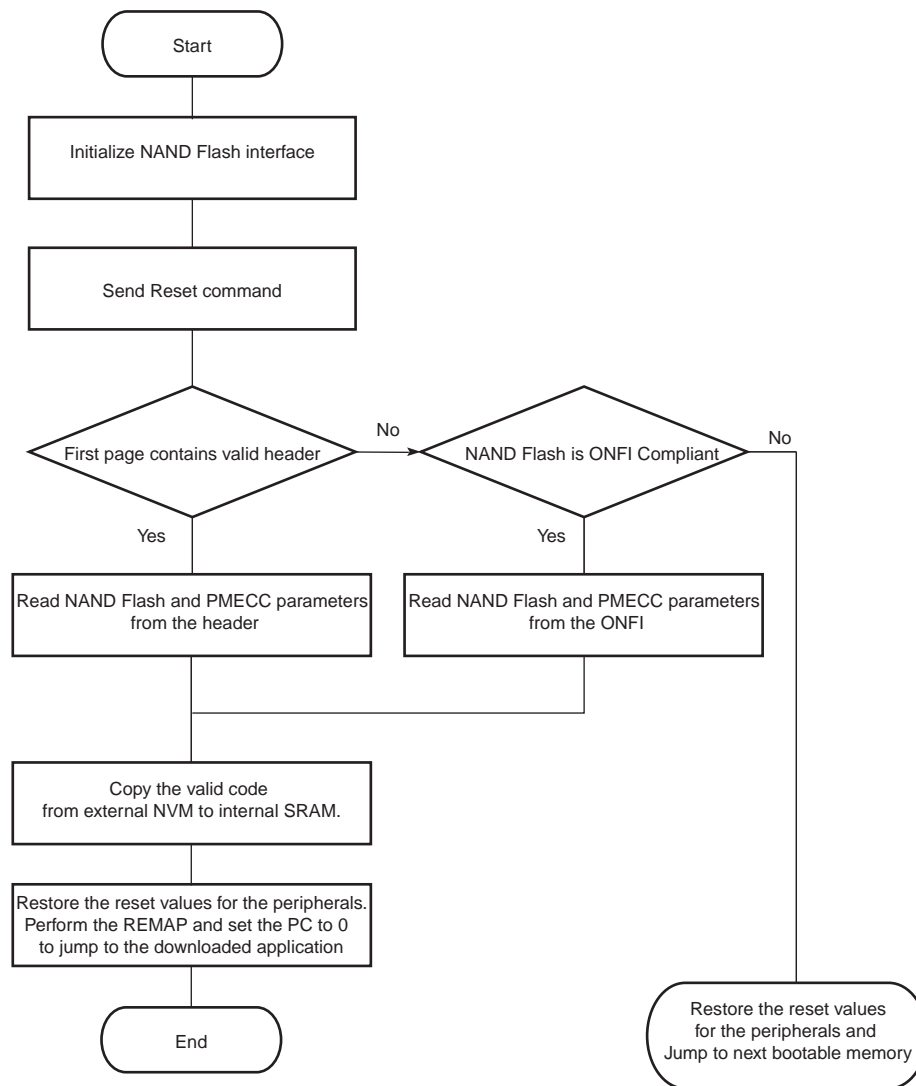 Start
Initialize NAND Flash interface
Send Reset command
First page contains valid header
No
NAND Flash is ONFI Compliant
No
Yes
Yes
Read NAND Flash and PMECC parameters
from the header
Read NAND Flash and PMECC parameters
from the ONFI
Copy the valid code
from external NVM to internal SRAM.
Restore the reset values for the peripherals.
Perform the REMAP and set the PC to 0
to jump to the downloaded application
End
Restore the reset values
for the peripherals and
Jump to next bootable memory